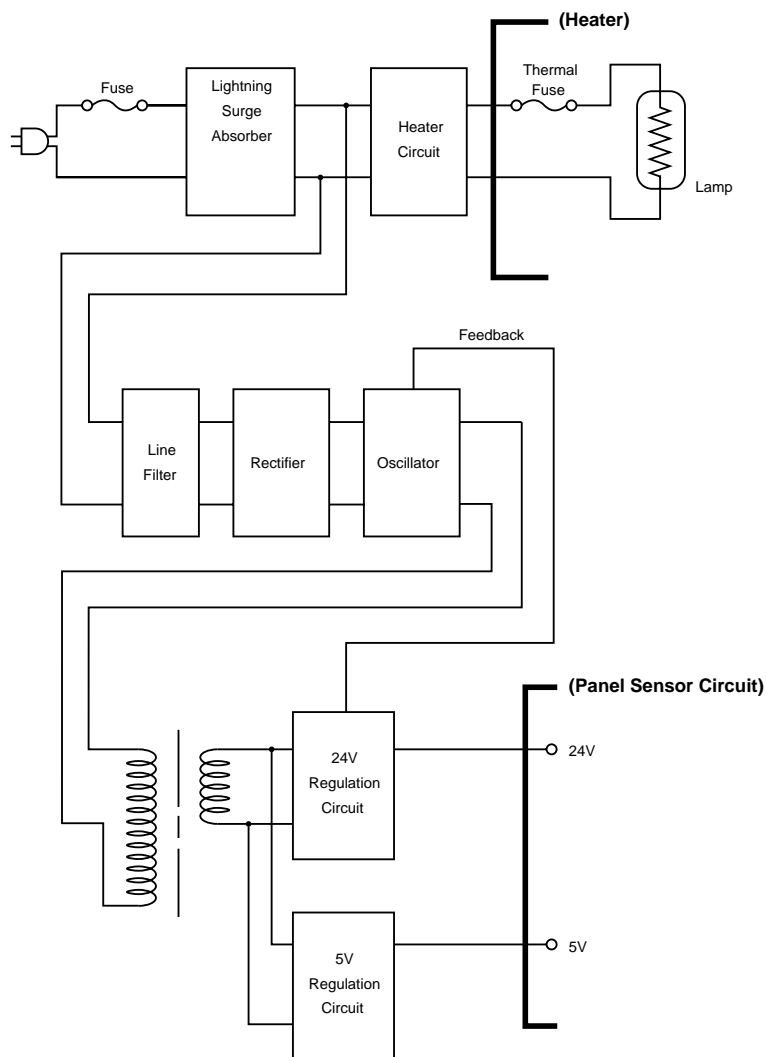 (Heater)
Fuse
Lightning
Surge
Absorber
Heater
Circuit
Thermal
Fuse
Lamp
Feedback
Line
Filter
Rectifier
Oscillator
(Panel Sensor Circuit)
24V
Regulation
Circuit
24V
5V
Regulation
Circuit
5V